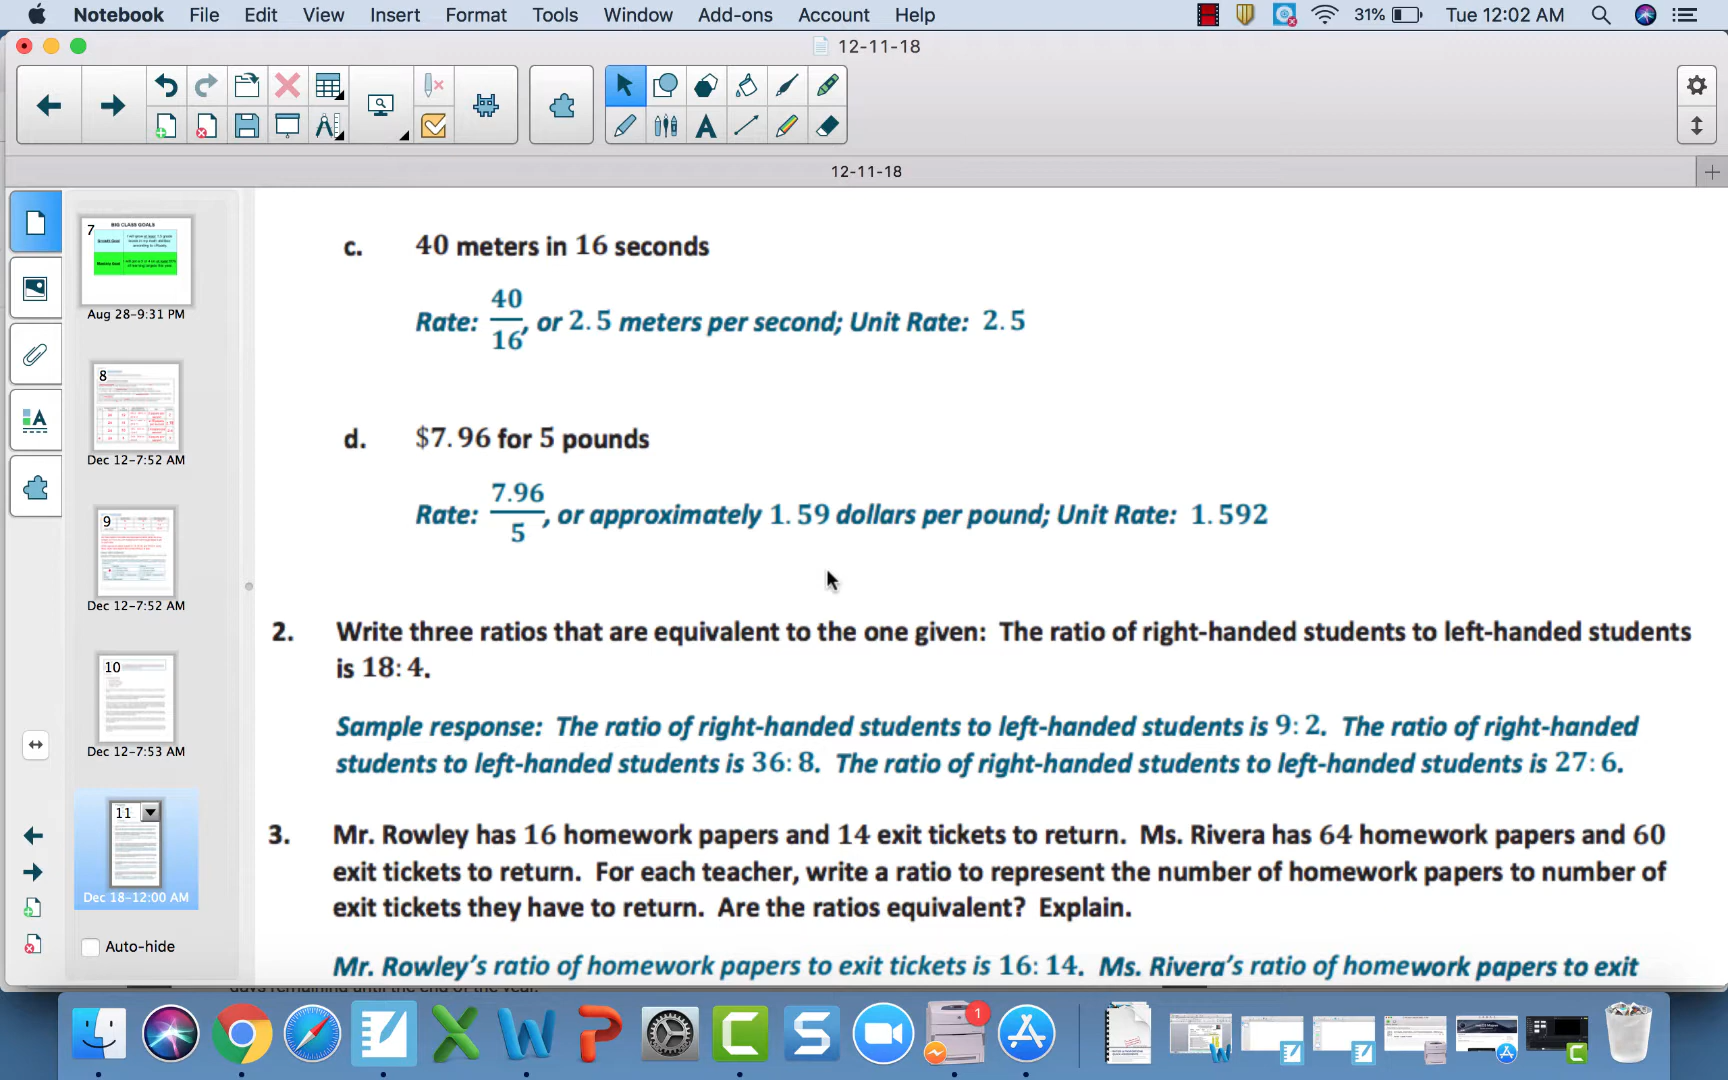 Notebook File Edit View Insert Format Tools Window Add-ons Account Help 31% Tue 12:02 AM
12-11-18
12-11-18
7 BIG CLASS GOALS
Aug 28-9:31 PM
8
Dec 12-7:52 AM
9
Dec 12-7:52 AM
10
Dec 12-7:53 AM
11
Dec 18-12:00 AM
Auto-hide
c. 40 meters in 16 seconds
Rate: 40/16, or 2.5 meters per second; Unit Rate: 2.5
d. $7.96 for 5 pounds
Rate: 7.96/5, or approximately 1.59 dollars per pound; Unit Rate: 1.592
2. Write three ratios that are equivalent to the one given: The ratio of right-handed students to left-handed students
is 18:4.
Sample response: The ratio of right-handed students to left-handed students is 9:2. The ratio of right-handed
students to left-handed students is 36:8. The ratio of right-handed students to left-handed students is 27:6.
3. Mr. Rowley has 16 homework papers and 14 exit tickets to return. Ms. Rivera has 64 homework papers and 60
exit tickets to return. For each teacher, write a ratio to represent the number of homework papers to number of
exit tickets they have to return. Are the ratios equivalent? Explain.
Mr. Rowley's ratio of homework papers to exit tickets is 16:14. Ms. Rivera's ratio of homework papers to exit
days remaining until the end of the year.
1